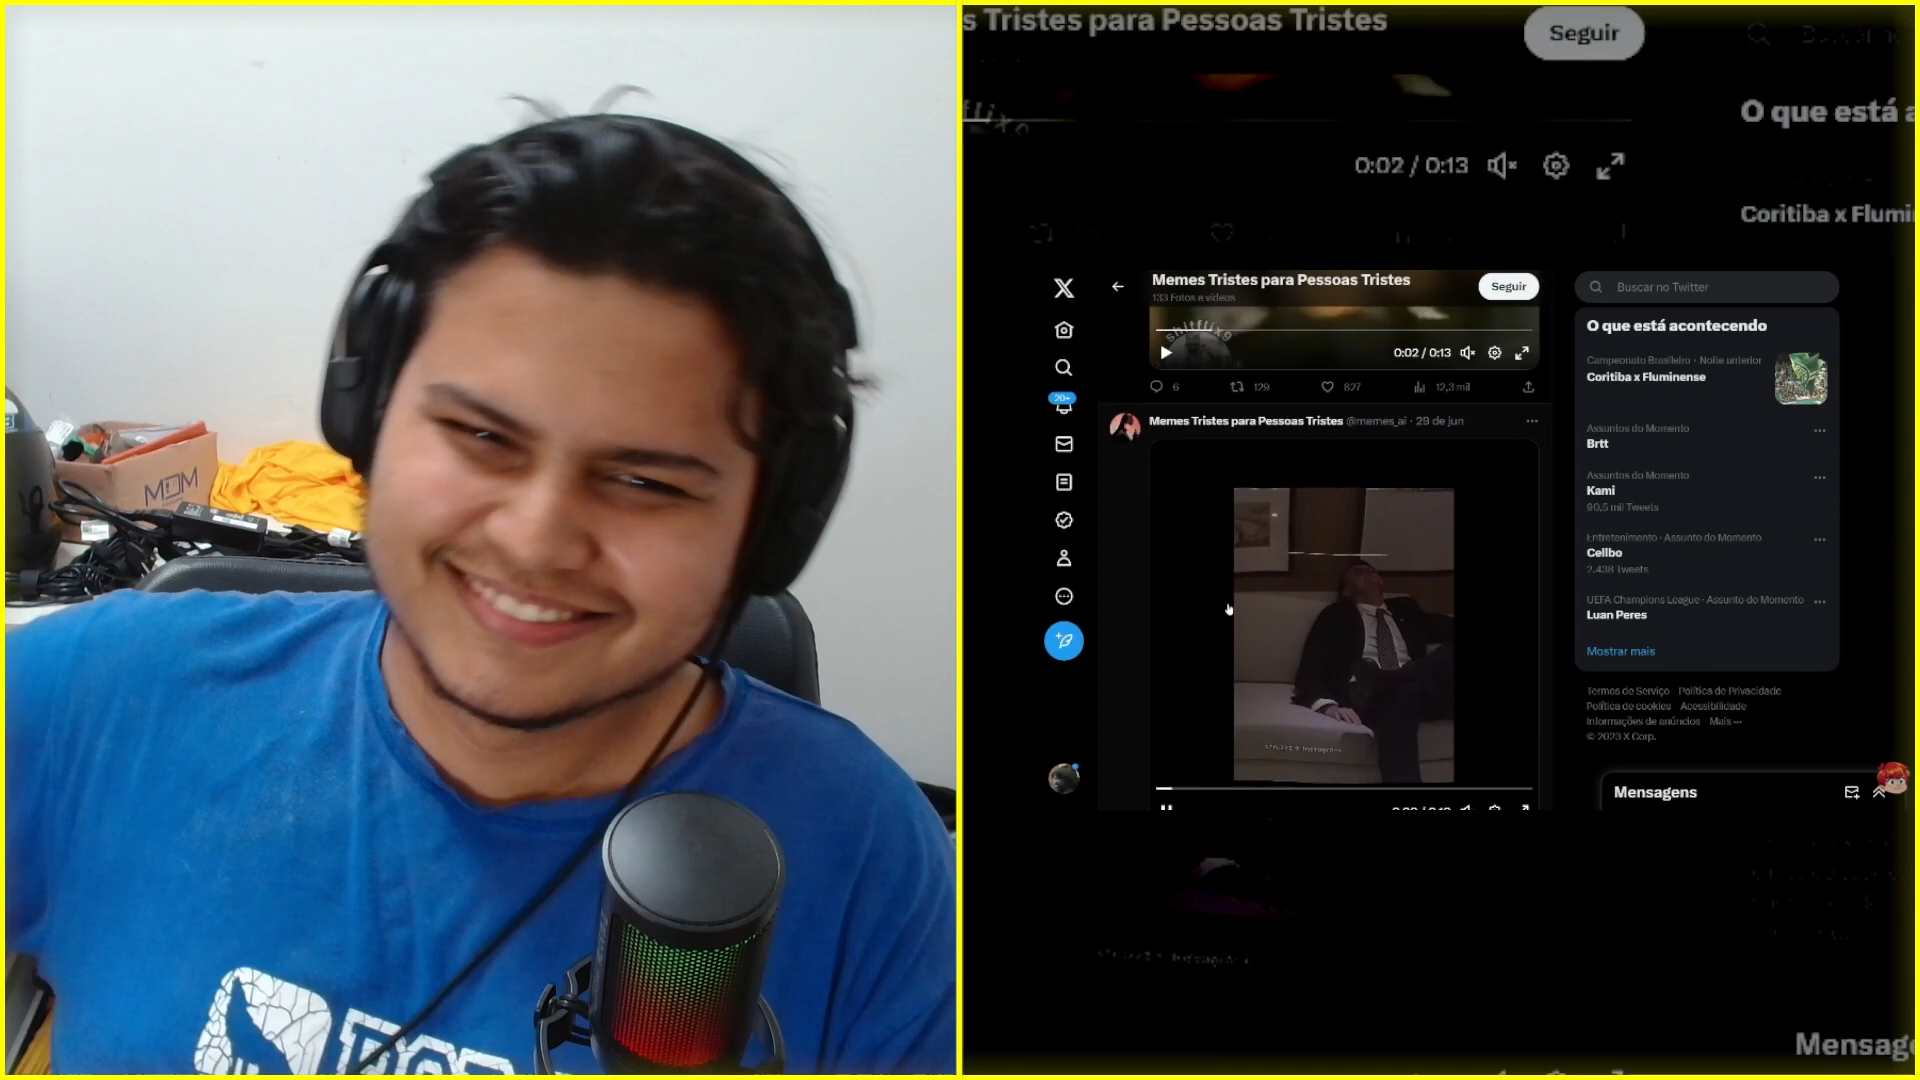 s Tristes para Pessoas Tristes
Seguir
O que está a
0:02 / 0:13
Coritiba x Flumi
Memes Tristes para Pessoas Tristes
133 Fotos e vídeos
Seguir
Buscar no Twitter
shitflixg
0:02 / 0:13
6
129
827
12,3 mil
20+
Memes Tristes para Pessoas Tristes @memes_ai · 29 de jun
O que está acontecendo
Campeonato Brasileiro · Noite anterior
Coritiba x Fluminense
Assuntos do Momento
Brtt
Assuntos do Momento
Kami
90,5 mil Tweets
Entretenimento · Assunto do Momento
Cellbo
2.438 Tweets
UEFA Champions League · Assunto do Momento
Luan Peres
Mostrar mais
Termos de Serviço Política de Privacidade
Política de cookies Acessibilidade
Informações de anúncios Mais
© 2023 X Corp.
Mensagens
Mensage
MDM